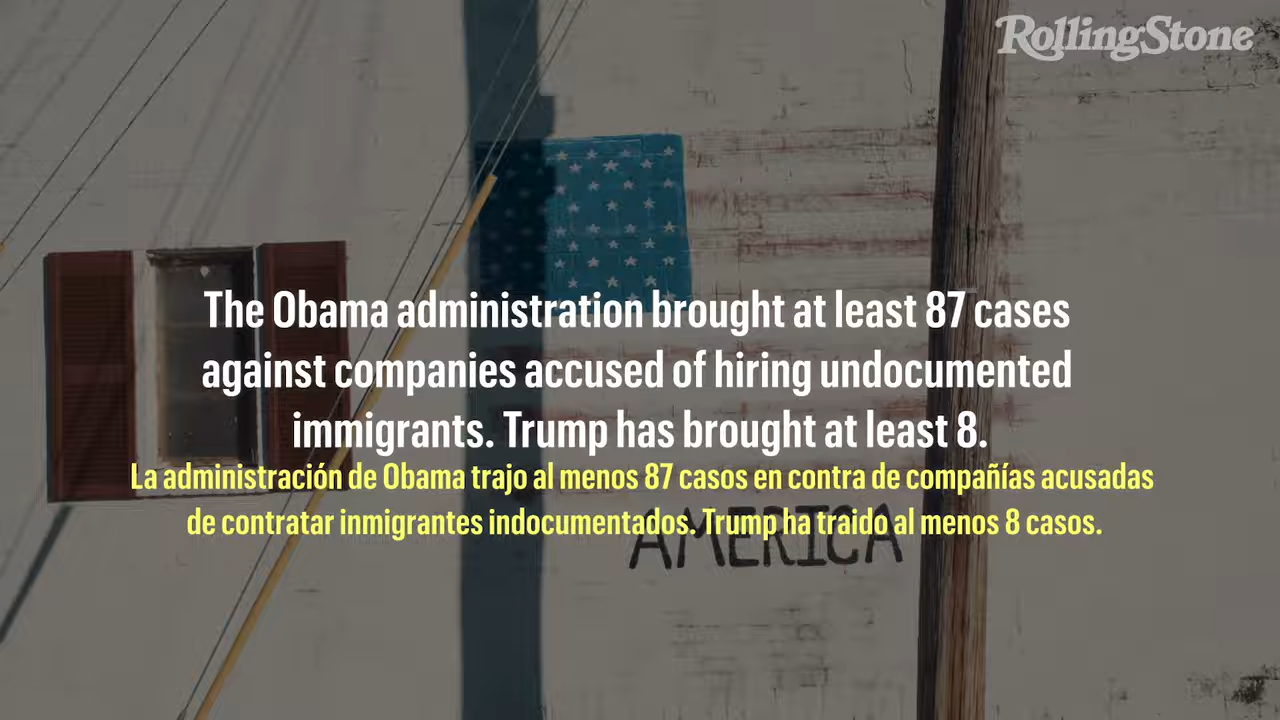 RollingStone
The Obama administration brought at least 87 cases
against companies accused of hiring undocumented
immigrants. Trump has brought at least 8.
La administración de Obama trajo al menos 87 casos en contra de compañías acusadas
de contratar inmigrantes indocumentados. Trump ha traido al menos 8 casos.
AMERICA